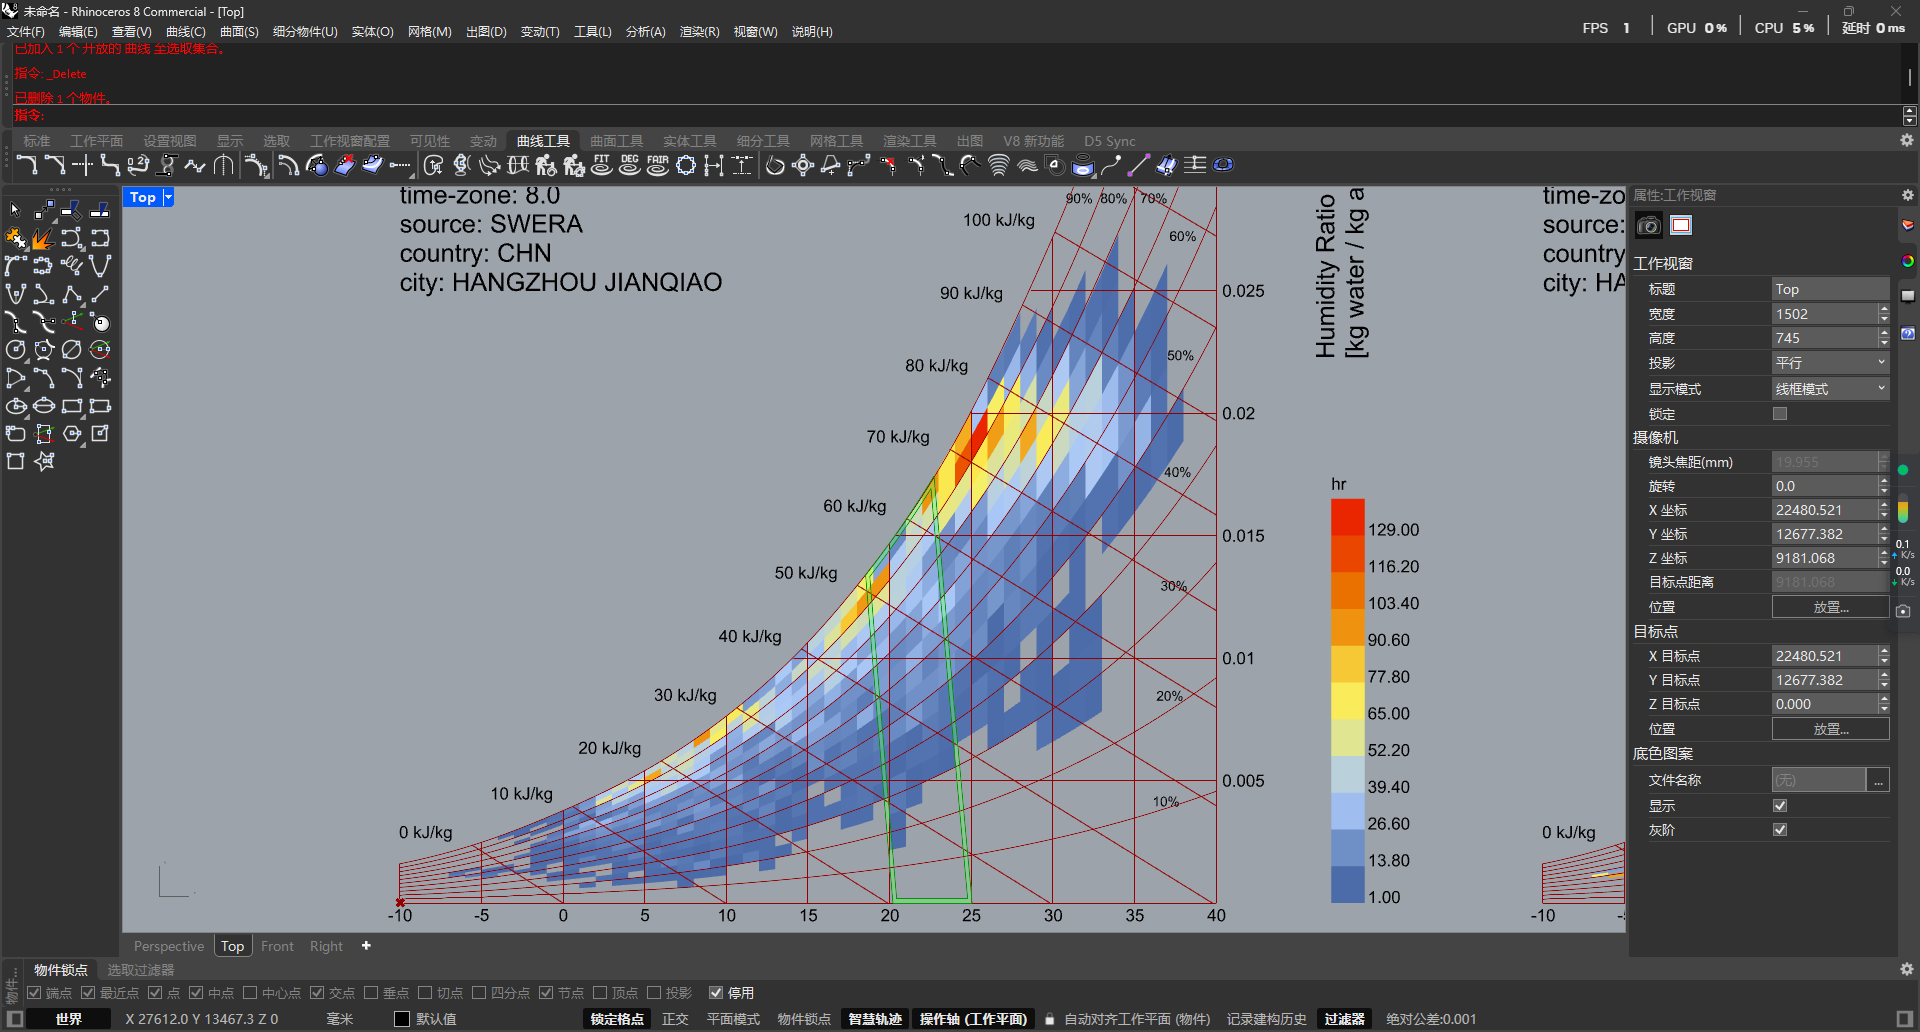 未命名 - Rhinoceros 8 Commercial - [Top]
文件(F) 编辑(E) 查看(V) 曲线(C) 曲面(S) 细分物件(U) 实体(O) 网格(M) 出图(D) 变动(T) 工具(L) 分析(A) 渲染(R) 视窗(W) 说明(H)
FPS 1 GPU 0% CPU 5% 延时 0 ms
已加入 1 个 开放的 曲线 至选取集合。
指令: _Delete
已删除 1 个物件。
指令:
标准 工作平面 设置视图 显示 选取 工作视窗配置 可见性 变动 曲线工具 曲面工具 实体工具 细分工具 网格工具 渲染工具 出图 V8 新功能 D5 Sync
FIT DEG FAIR
Top
time-zone: 8.0
source: SWERA
country: CHN
city: HANGZHOU JIANQIAO
100 kJ/kg
90 kJ/kg
80 kJ/kg
70 kJ/kg
60 kJ/kg
50 kJ/kg
40 kJ/kg
30 kJ/kg
20 kJ/kg
10 kJ/kg
0 kJ/kg
90% 80% 70%
60%
50%
40%
30%
20%
10%
0.025
0.02
0.015
0.01
0.005
-10 -5 0 5 10 15 20 25 30 35 40
Humidity Ratio
[kg water / kg a
hr
129.00
116.20
103.40
90.60
77.80
65.00
52.20
39.40
26.60
13.80
1.00
time-zo
source:
country
city: HA
0 kJ/kg
-10
属性:工作视窗
工作视窗
标题 Top
宽度 1502
高度 745
投影 平行
显示模式 线框模式
锁定
摄像机
镜头焦距(mm) 19.955
旋转 0.0
X 坐标 22480.521
Y 坐标 12677.382
Z 坐标 9181.068
目标点距离 9181.068
位置 放置...
目标点
X 目标点 22480.521
Y 目标点 12677.382
Z 目标点 0.000
位置 放置...
底色图案
文件名称 (无) ...
显示
灰阶
0.1
K/s
0.0
K/s
Perspective Top Front Right
物件锁点 选取过滤器
端点 最近点 点 中点 中心点 交点 垂点 切点 四分点 节点 顶点 投影 停用
世界 X 27612.0 Y 13467.3 Z 0 毫米 默认值 锁定格点 正交 平面模式 物件锁点 智慧轨迹 操作轴 (工作平面) 自动对齐工作平面 (物件) 记录建构历史 过滤器 绝对公差:0.001